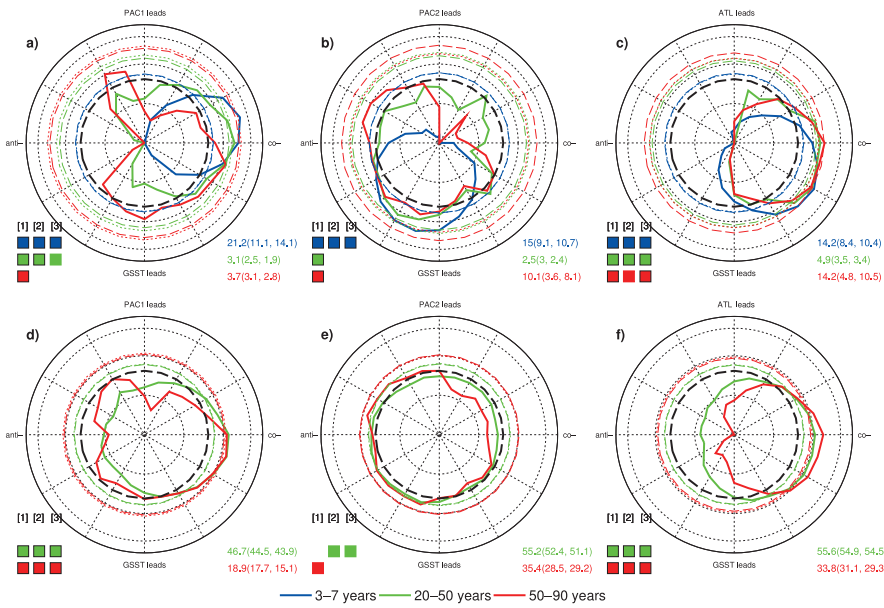 PAC1 leads PAC2 leads ATL leads
a) b) c)
anti– co– anti– co– anti– co–
[1] [2] [3] [1] [2] [3] [1] [2] [3]
21.2(11.1, 14.1) 15(9.1, 10.7) 14.2(8.4, 10.4)
3.1(2.5, 1.9) 2.5(3, 2.4) 4.9(3.5, 3.4)
3.7(3.1, 2.8) 10.1(3.6, 8.1) 14.2(4.8, 10.5)
GSST leads GSST leads GSST leads
PAC1 leads PAC2 leads ATL leads
d) e) f)
anti– co– anti– co– anti– co–
[1] [2] [3] [1] [2] [3] [1] [2] [3]
46.7(44.5, 43.9) 55.2(52.4, 51.1) 55.6(54.9, 54.5
18.9(17.7, 15.1) 35.4(28.5, 29.2) 33.8(31.1, 29.3
GSST leads GSST leads GSST leads
3–7 years 20–50 years 50–90 years